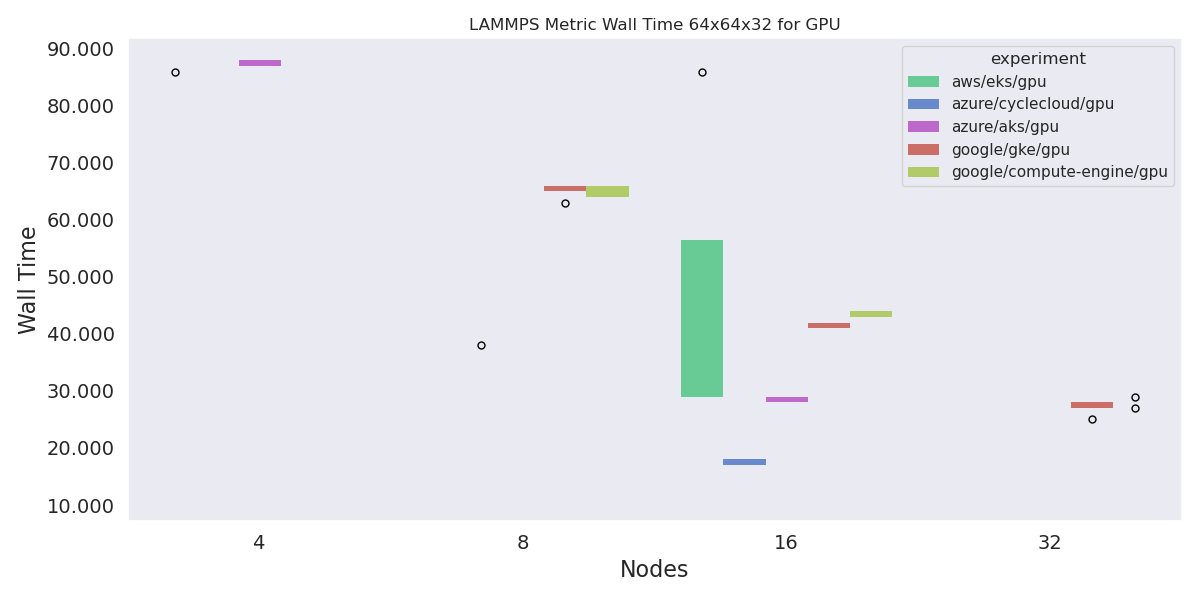 LAMMPS Metric Wall Time 64x64x32 for GPU
90.000
80.000
70.000
60.000
50.000
40.000
30.000
20.000
10.000
Wall Time
experiment
aws/eks/gpu
azure/cyclecloud/gpu
azure/aks/gpu
google/gke/gpu
google/compute-engine/gpu
4
8
16
32
Nodes